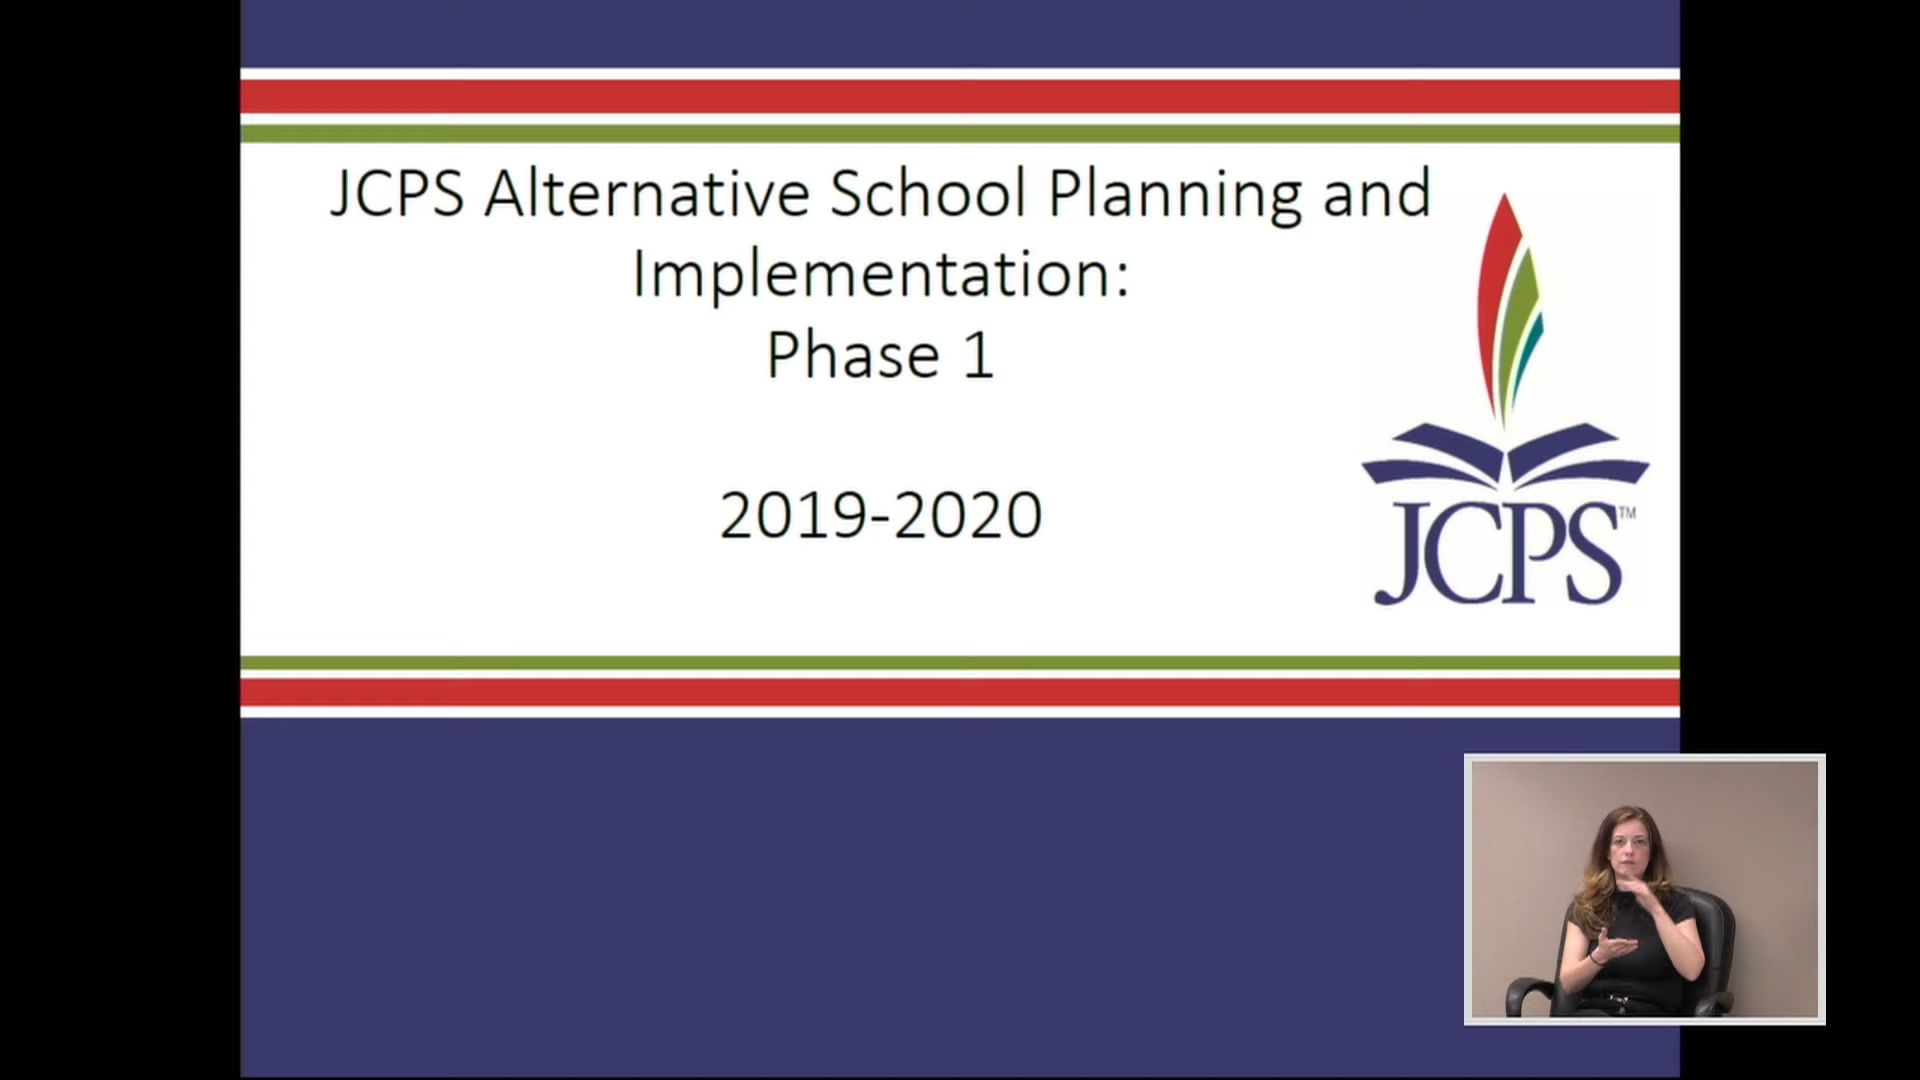 JCPS Alternative School Planning and
Implementation:
Phase 1
2019-2020
JCPS™